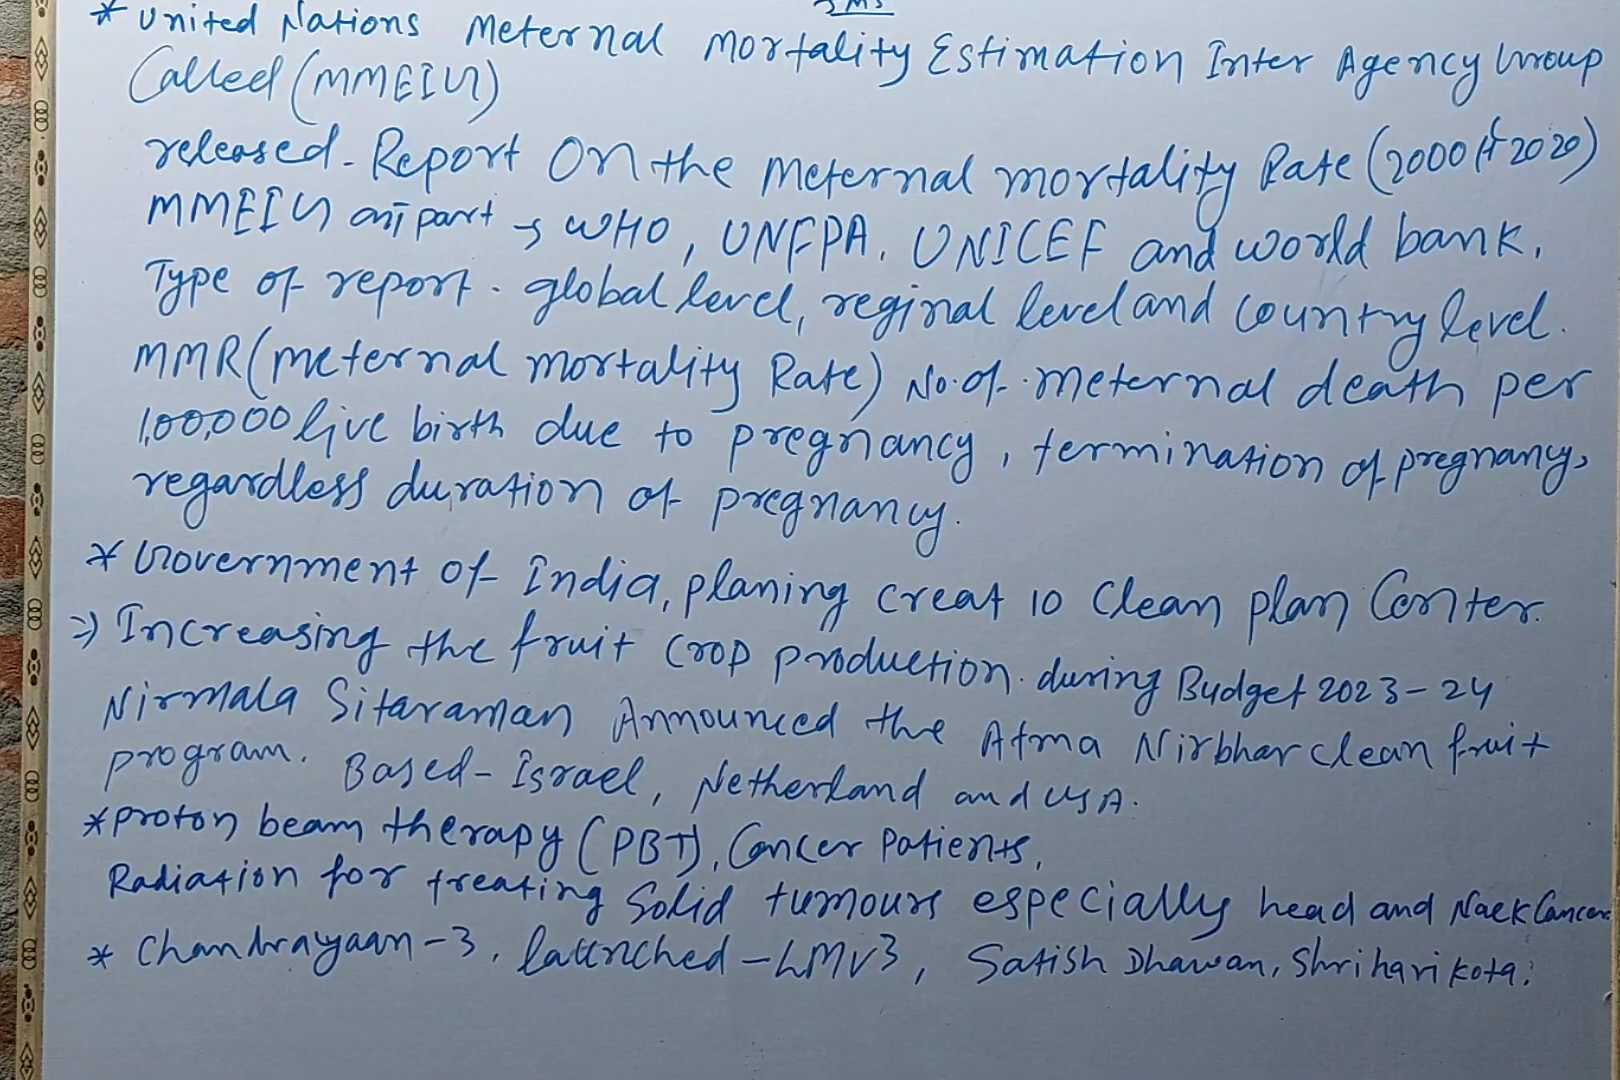 * United Nations Meternal Mortality Estimation Inter Agency Group
Called (MMEIG)
released - Report On the Meternal mortality Rate (2000 2020)
MMEIG part → WHO, UNFPA, UNICEF and world bank.
Type of report - global level, reginal level and country level.
MMR (meternal mortality Rate) No. of meternal death per
1,00,000 live birth due to pregnancy, termination of pregnancy,
regardless duration of pregnancy.
* Government of India, planing creat 10 Clean plan Conter.
=) Increasing the fruit crop production. during Budget 2023-24
Nirmala Sitaraman Announced the Atma Nirbhar clean fruit
program. Based - Israel, Netherland and USA.
* proton beam therapy (PBT), Cancer Patients,
Radiation for treating Solid tumours especially head and Naek Cancer
* Chandrayaan-3, launched - LMV3, Satish Dhawan, Shriharikota.